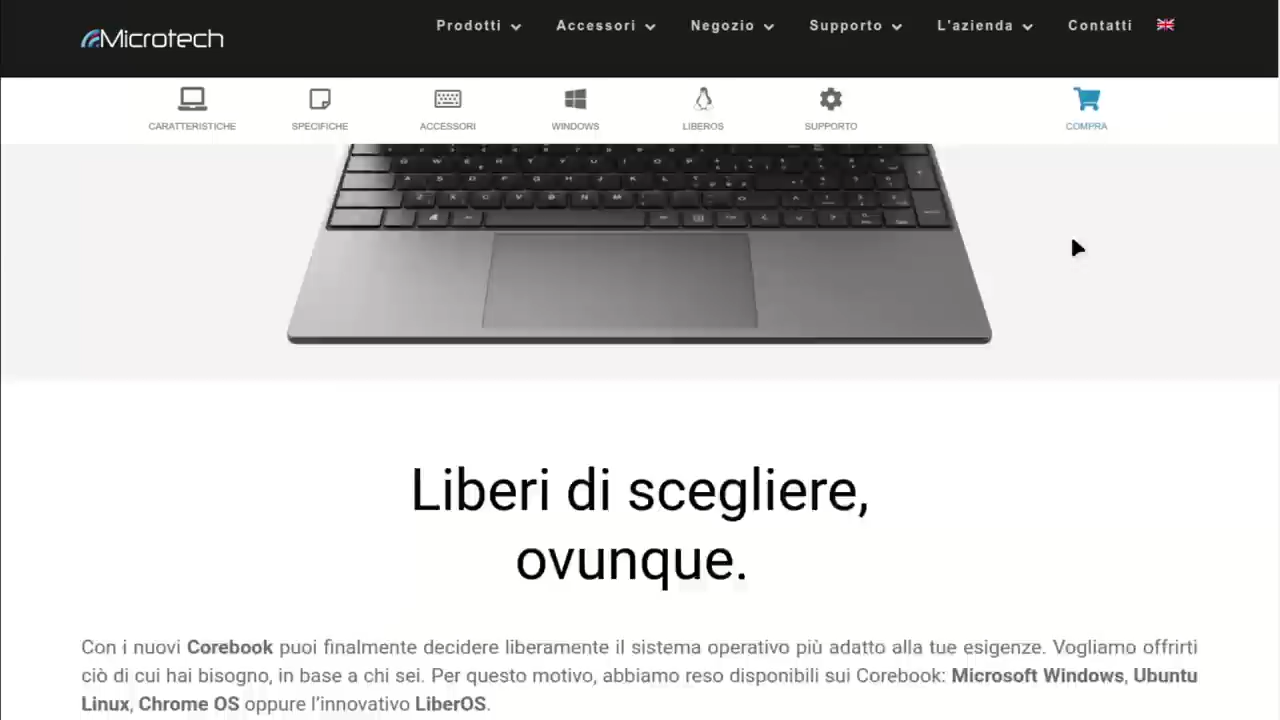 Microtech
Prodotti Accessori Negozio Supporto L'azienda Contatti
CARATTERISTICHE SPECIFICHE ACCESSORI WINDOWS LIBEROS SUPPORTO COMPRA
Liberi di scegliere,
ovunque.
Con i nuovi Corebook puoi finalmente decidere liberamente il sistema operativo più adatto alla tue esigenze. Vogliamo offrirti
ciò di cui hai bisogno, in base a chi sei. Per questo motivo, abbiamo reso disponibili sui Corebook: Microsoft Windows, Ubuntu
Linux, Chrome OS oppure l'innovativo LiberOS.